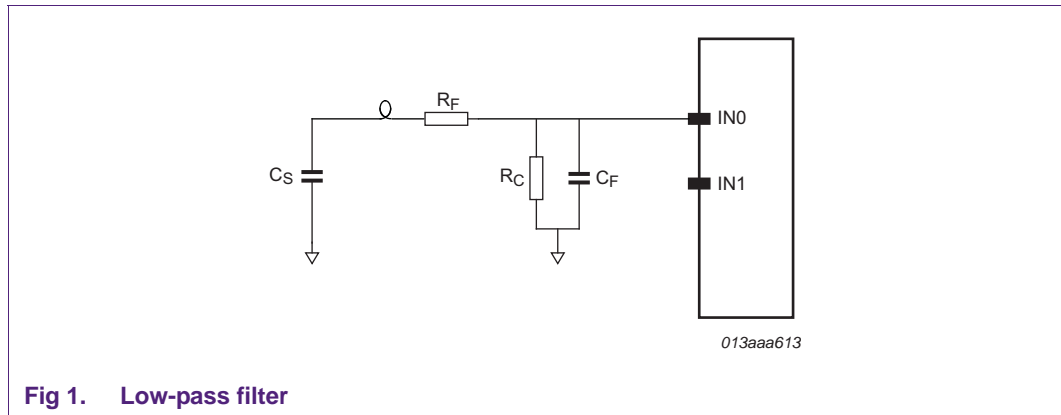 RF
CS
RC
CF
IN0
IN1
013aaa613
Fig 1. Low-pass filter